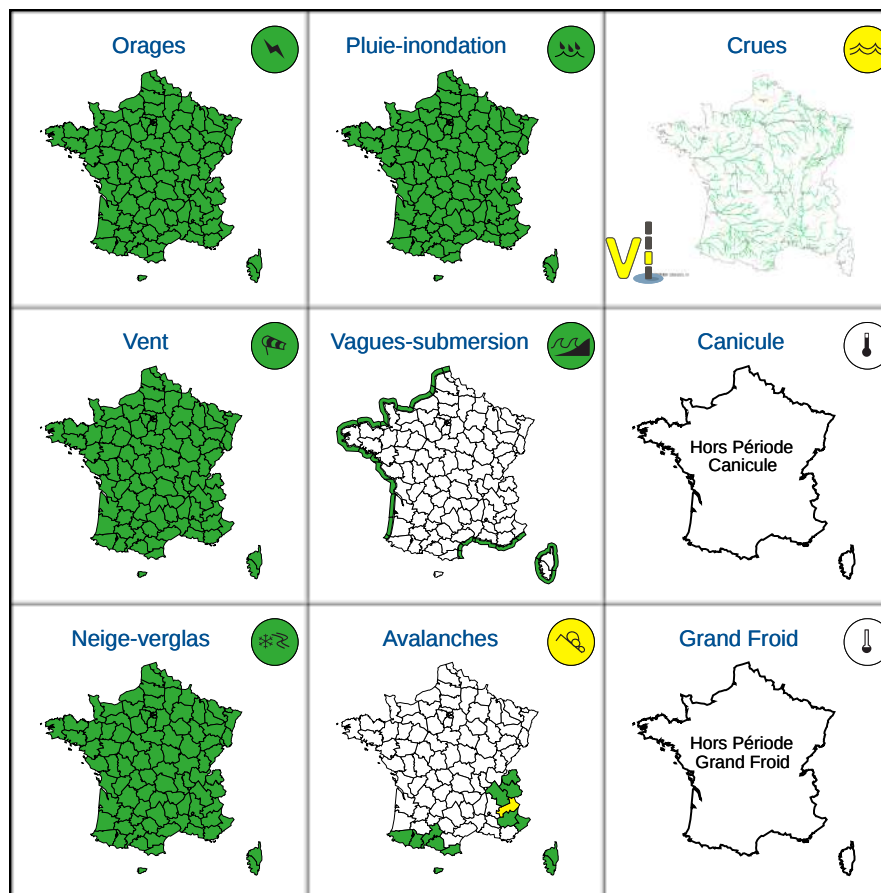 Orages
Pluie-inondation
Crues
Vi
Vent
Vagues-submersion
Canicule
Hors Période
Canicule
Neige-verglas
Avalanches
Grand Froid
Hors Période
Grand Froid